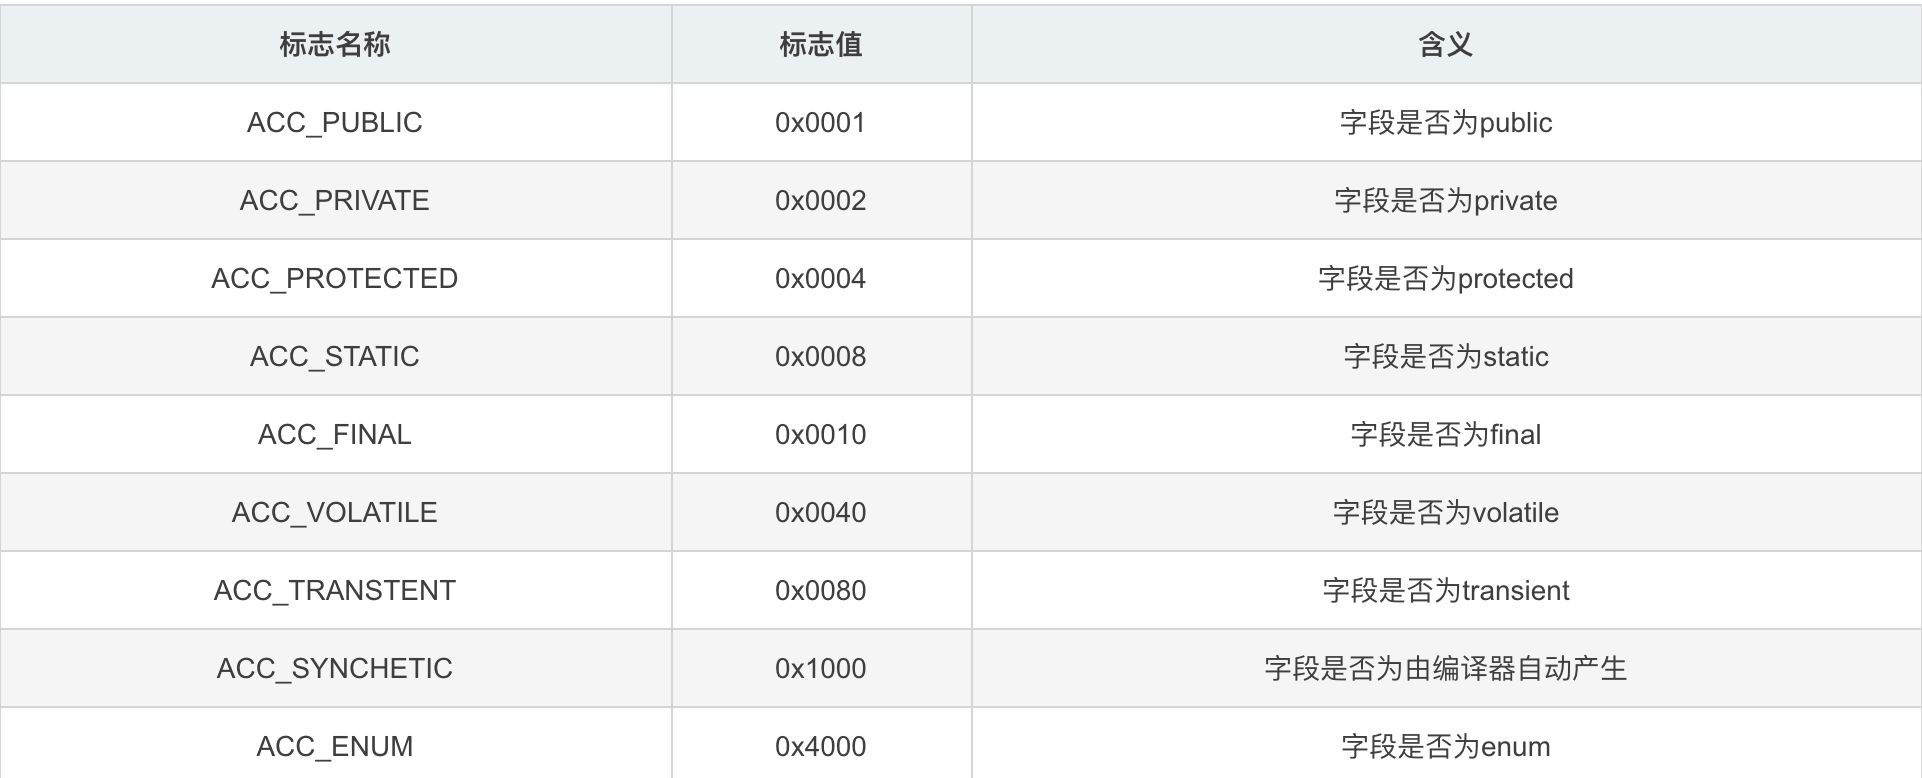 标志名称 标志值 含义
ACC_PUBLIC 0x0001 字段是否为public
ACC_PRIVATE 0x0002 字段是否为private
ACC_PROTECTED 0x0004 字段是否为protected
ACC_STATIC 0x0008 字段是否为static
ACC_FINAL 0x0010 字段是否为final
ACC_VOLATILE 0x0040 字段是否为volatile
ACC_TRANSTENT 0x0080 字段是否为transient
ACC_SYNCHETIC 0x1000 字段是否为由编译器自动产生
ACC_ENUM 0x4000 字段是否为enum